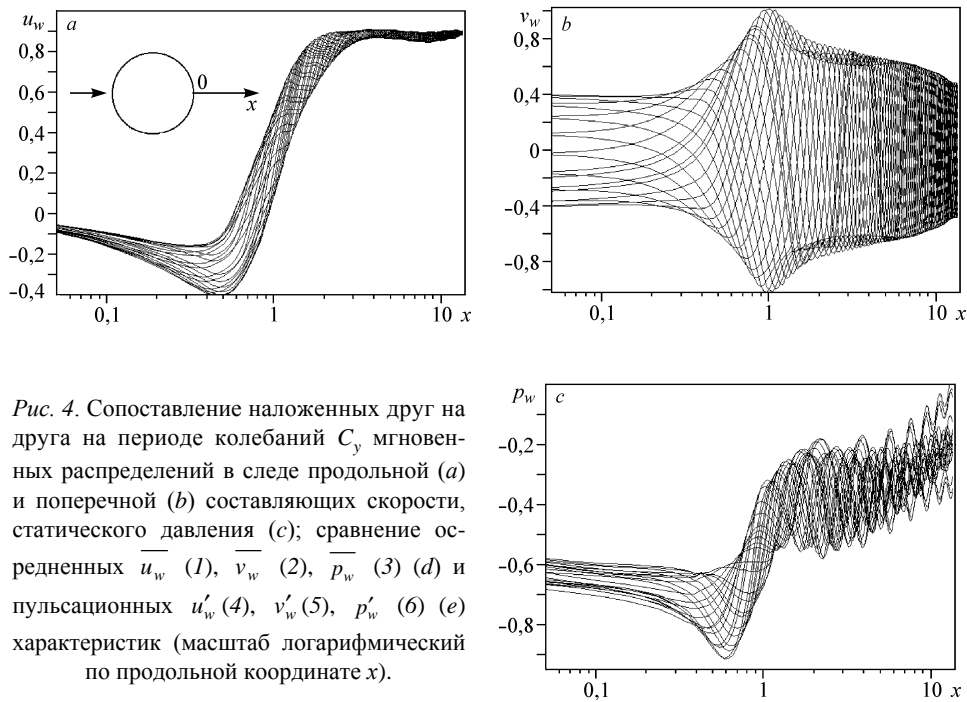 u_w
a
0,8
0,6
0,4
0,2
0
-0,2
-0,4
0
x
0,1
1
10 x
v_w
b
0,8
0,4
0
-0,4
-0,8
0,1
1
10 x
Рис. 4. Сопоставление наложенных друг на
друга на периоде колебаний C_y мгновен-
ных распределений в следе продольной (a)
и поперечной (b) составляющих скорости,
статического давления (c); сравнение ос-
редненных \overline{u_w} (1), \overline{v_w} (2), \overline{p_w} (3) (d) и
пульсационных u′_w (4), v′_w (5), p′_w (6) (e)
характеристик (масштаб логарифмический
по продольной координате x).
p_w
c
-0,2
-0,4
-0,6
-0,8
0,1
1
10 x